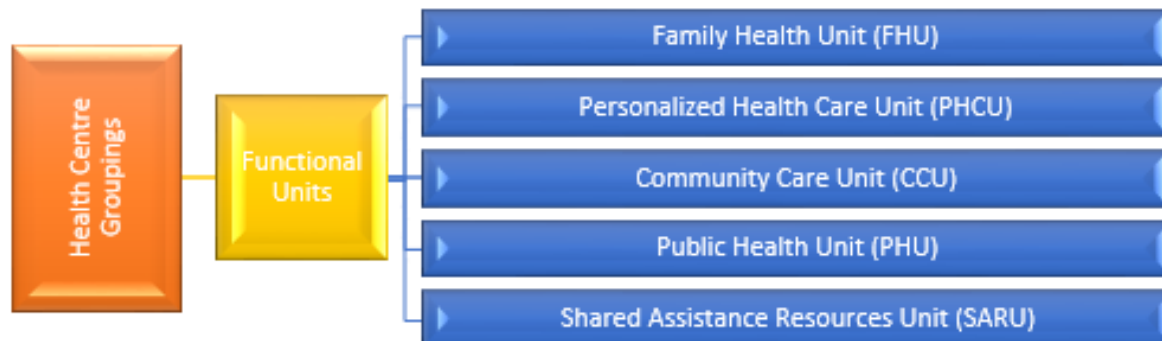 Health Centre
Groupings
Functional
Units
Family Health Unit (FHU)
Personalized Health Care Unit (PHCU)
Community Care Unit (CCU)
Public Health Unit (PHU)
Shared Assistance Resources Unit (SARU)